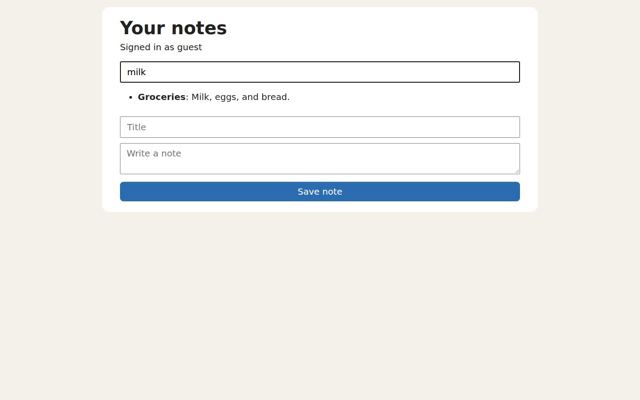 Your notes
Signed in as guest
milk
• Groceries: Milk, eggs, and bread.
Title
Write a note
Save note